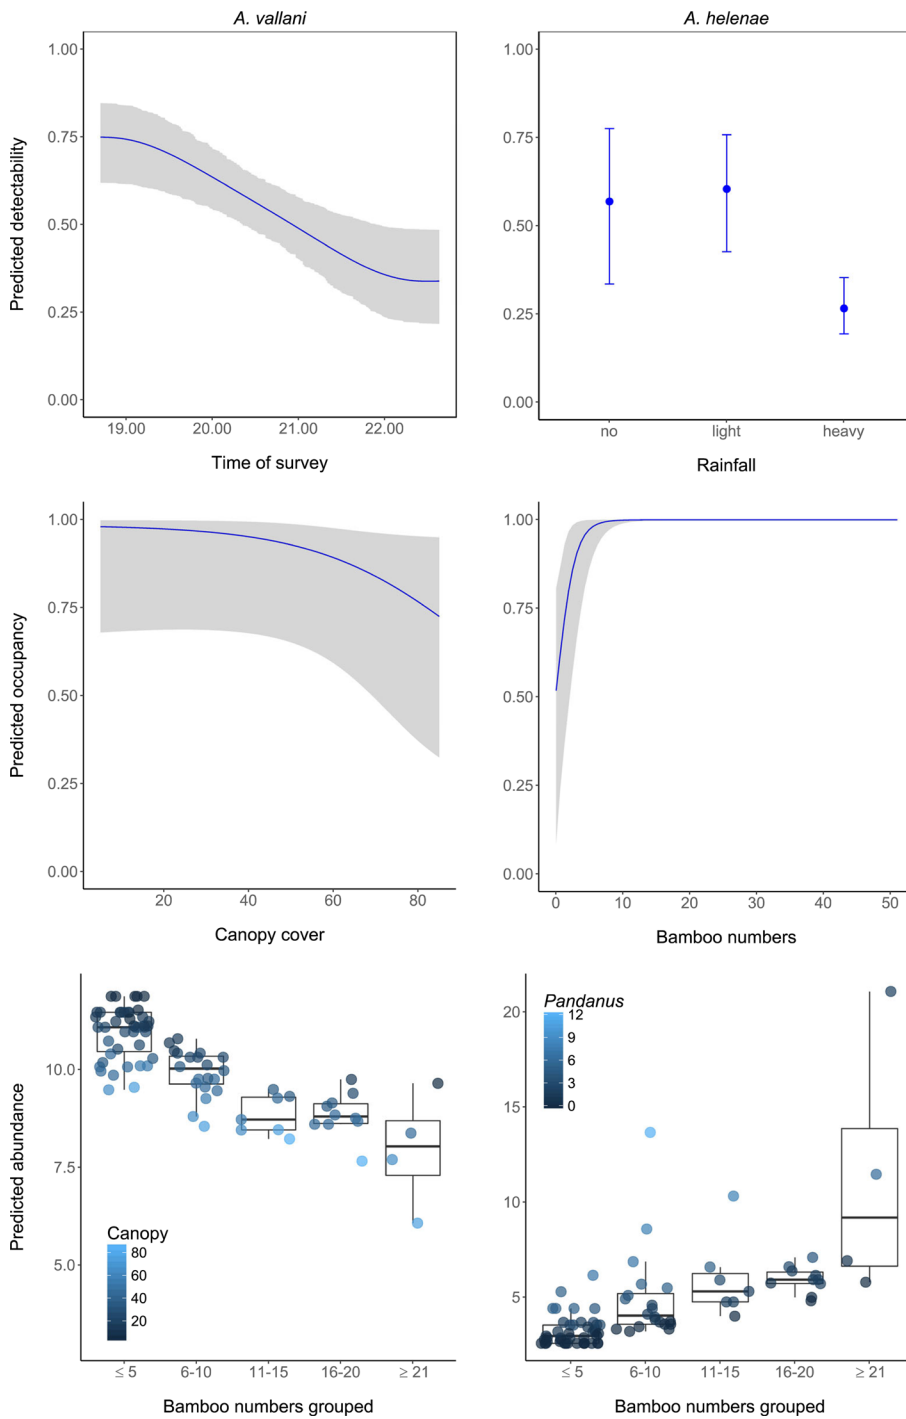 A. vallani
A. helenae
Predicted detectability
1.00
0.75
0.50
0.25
0.00
19.00 20.00 21.00 22.00
Time of survey
1.00
0.75
0.50
0.25
0.00
no light heavy
Rainfall
Predicted occupancy
1.00
0.75
0.50
0.25
0.00
20 40 60 80
Canopy cover
1.00
0.75
0.50
0.25
0.00
0 10 20 30 40 50
Bamboo numbers
Predicted abundance
10.0
7.5
5.0
Canopy
80
60
40
20
≤ 5 6-10 11-15 16-20 ≥ 21
Bamboo numbers grouped
20
15
10
5
Pandanus
12
9
6
3
0
≤ 5 6-10 11-15 16-20 ≥ 21
Bamboo numbers grouped